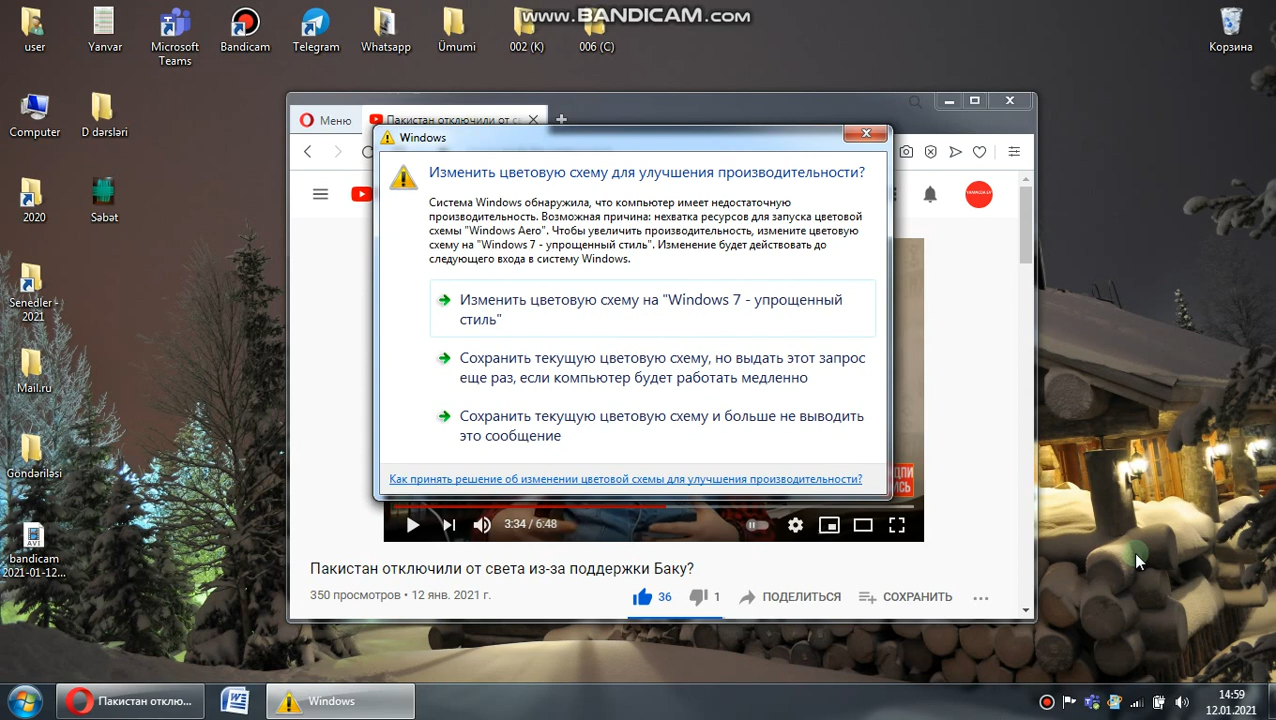 www.BANDICAM.com
user
Yanvar
Microsoft
Teams
Bandicam
Telegram
Whatsapp
Ümumi
002 (K)
006 (C)
Корзина
Computer
D dərsləri
2020
Səbət
Senedler -
2021
Mail.ru
Göndəriləsi
AVI
bandicam
2021-01-12...
Меню
Пакистан отключили от с
Windows
Изменить цветовую схему для улучшения производительности?
Система Windows обнаружила, что компьютер имеет недостаточную
производительность. Возможная причина: нехватка ресурсов для запуска цветовой
схемы "Windows Aero". Чтобы увеличить производительность, измените цветовую
схему на "Windows 7 - упрощенный стиль". Изменение будет действовать до
следующего входа в систему Windows.
Изменить цветовую схему на "Windows 7 - упрощенный
стиль"
Сохранить текущую цветовую схему, но выдать этот запрос
еще раз, если компьютер будет работать медленно
Сохранить текущую цветовую схему и больше не выводить
это сообщение
Как принять решение об изменении цветовой схемы для улучшения производительности?
3:34 / 6:48
Пакистан отключили от света из-за поддержки Баку?
350 просмотров • 12 янв. 2021 г.
36
1
ПОДЕЛИТЬСЯ
СОХРАНИТЬ
Пакистан отклю...
Windows
14:59
12.01.2021